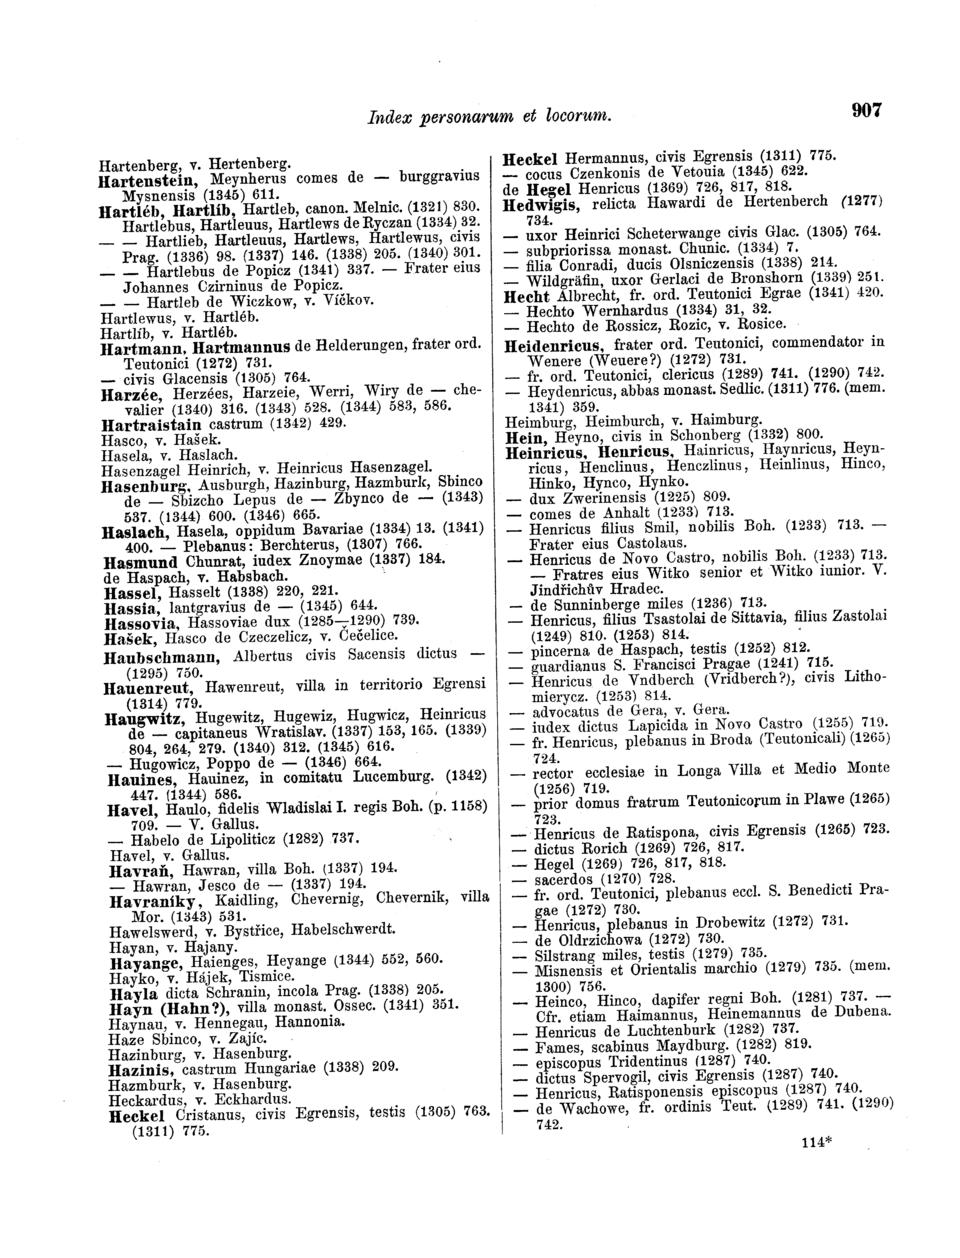 Index personarum et locorum.
907
Hartenberg, v. Hertenberg.
Hartenstein, Meynherus comes de — burggravius
Mysnensis (1345) 611.
Hartléb, Hartlíb, Hartleb, canon. Melnic. (1321) 830.
Hartlebus, Hartleuus, Hartlews de Ryczan (1334) 32.
— — Hartlieb, Hartleuus, Hartlews, Hartlewus, civis
Prag. (1336) 98. (1337) 146. (1338) 205. (1340) 301.
— — Hartlebus de Popicz (1341) 337. — Frater eius
Johannes Czirninus de Popicz.
— — Hartleb de Wiczkow, v. Víčkov.
Hartlewus, v. Hartléb.
Hartlíb, v. Hartléb.
Hartmann, Hartmannus de Helderungen, frater ord.
Teutonici (1272) 731.
— civis Glacensis (1305) 764.
Harzée, Herzées, Harzeie, Werri, Wiry de — che-
valier (1340) 316. (1343) 528. (1344) 583, 586.
Hartraistain castrum (1342) 429.
Hasco, v. Hašek.
Hasela, v. Haslach.
Hasenzagel Heinrich, v. Heinricus Hasenzagel.
Hasenburg, Ausburgh, Hazinburg, Hazmburk, Sbinco
de — Sbizcho Lepus de — Zbynco de — (1343)
537. (1344) 600. (1346) 665.
Haslach, Hasela, oppidum Bavariae (1334) 13. (1341)
400. — Plebanus: Berchterus, (1307) 766.
Hasmund Chunrat, iudex Znoymae (1337) 184.
de Haspach, v. Habsbach.
Hassel, Hasselt (1338) 220, 221.
Hassia, lantgravius de — (1345) 644.
Hassovia, Hassoviae dux (1285—1290) 739.
Hašek, Hasco de Czeczelicz, v. Čečelice.
Haubschmann, Albertus civis Sacensis dictus —
(1295) 750.
Hauenreut, Hawenreut, villa in territorio Egrensi
(1314) 779.
Haugwitz, Hugewitz, Hugewiz, Hugwicz, Heinricus
de — capitaneus Wratislav. (1337) 153, 165. (1339)
804, 264, 279. (1340) 312. (1345) 616.
— Hugowicz, Poppo de — (1346) 664.
Hauines, Hauinez, in comitatu Lucemburg. (1342)
447. (1344) 586.
Havel, Haulo, fidelis Wladislai I. regis Boh. (p. 1158)
709. — V. Gallus.
— Habelo de Lipoliticz (1282) 737.
Havel, v. Gallus.
Havraň, Hawran, villa Boh. (1337) 194.
— Hawran, Jesco de — (1337) 194.
Havraníky, Kaidling, Chevernig, Chevernik, villa
Mor. (1343) 531.
Hawelswerd, v. Bystřice, Habelschwerdt.
Hayan, v. Hajany.
Hayange, Haienges, Heyange (1344) 552, 560.
Hayko, v. Hájek, Tismice.
Hayla dicta Schranin, incola Prag. (1338) 205.
Hayn (Hahn?), villa monast. Ossec. (1341) 351.
Haynau, v. Hennegau, Hannonia.
Haze Sbinco, v. Zajíc.
Hazinburg, v. Hasenburg.
Hazinis, castrum Hungariae (1338) 209.
Hazmburk, v. Hasenburg.
Heckardus, v. Eckhardus.
Heckel Cristanus, civis Egrensis, testis (1305) 763.
(1311) 775.
Heckel Hermannus, civis Egrensis (1311) 775.
— cocus Czenkonis de Vetouia (1345) 622.
de Hegel Henricus (1369) 726, 817, 818.
Hedwigis, relicta Hawardi de Hertenberch (1277)
734.
— uxor Heinrici Scheterwange civis Glac. (1305) 764.
— subpriorissa monast. Chunic. (1334) 7.
— filia Conradi, ducis Olsniczensis (1338) 214.
— Wildgräfin, uxor Gerlaci de Bronshorn (1339) 251.
Hecht Albrecht, fr. ord. Teutonici Egrae (1341) 420.
— Hechto Wernhardus (1334) 31, 32.
— Hechto de Rossicz, Rozic, v. Rosice.
Heidenricus, frater ord. Teutonici, commendator in
Wenere (Weuere?) (1272) 731.
— fr. ord. Teutonici, clericus (1289) 741. (1290) 742.
— Heydenricus, abbas monast. Sedlic. (1311) 776. (mem.
1341) 359.
Heimburg, Heimburch, v. Haimburg.
Hein, Heyno, civis in Schonberg (1332) 800.
Heinricus, Henricus, Hainricus, Haynricus, Heyn-
ricus, Henclinus, Henczlinus, Heinlinus, Hinco,
Hinko, Hynco, Hynko.
— dux Zwerinensis (1225) 809.
— comes de Anhalt (1233) 713.
— Henricus filius Smil, nobilis Boh. (1233) 713. —
Frater eius Castolaus.
— Henricus de Novo Castro, nobilis Boh. (1233) 713.
— Fratres eius Witko senior et Witko iunior. V.
Jindřichův Hradec.
— de Sunninberge miles (1236) 713.
— Henricus, filius Tsastolai de Sittavia, filius Zastolai
(1249) 810. (1253) 814.
— pincerna de Haspach, testis (1252) 812.
— guardianus S. Francisci Pragae (1241) 715.
— Henricus de Vndberch (Vridberch?), civis Litho-
mierycz. (1253) 814.
— advocatus de Gera, v. Gera.
— iudex dictus Lapicida in Novo Castro (1255) 719.
— fr. Henricus, plebanus in Broda (Teutonicali) (1265)
724.
— rector ecclesiae in Longa Villa et Medio Monte
(1256) 719.
— prior domus fratrum Teutonicorum in Plawe (1265)
723.
— Henricus de Ratispona, civis Egrensis (1265) 723.
— dictus Rorich (1269) 726, 817.
— Hegel (1269) 726, 817, 818.
— sacerdos (1270) 728.
— fr. ord. Teutonici, plebanus eccl. S. Benedicti Pra-
gae (1272) 730.
— Henricus, plebanus in Drobewitz (1272) 731.
— de Oldrzichowa (1272) 730.
— Silstrang miles, testis (1279) 735.
— Misnensis et Orientalis marchio (1279) 735. (mem.
1300) 756.
— Heinco, Hinco, dapifer regni Boh. (1281) 737. —
Cfr. etiam Haimannus, Heinemannus de Dubena.
— Henricus de Luchtenburk (1282) 737.
— Fames, scabinus Maydburg. (1282) 819.
— episcopus Tridentinus (1287) 740.
— dictus Spervogil, civis Egrensis (1287) 740.
— Henricus, Ratisponensis episcopus (1287) 740.
— de Wachowe, fr. ordinis Teut. (1289) 741. (1290)
742.
114*